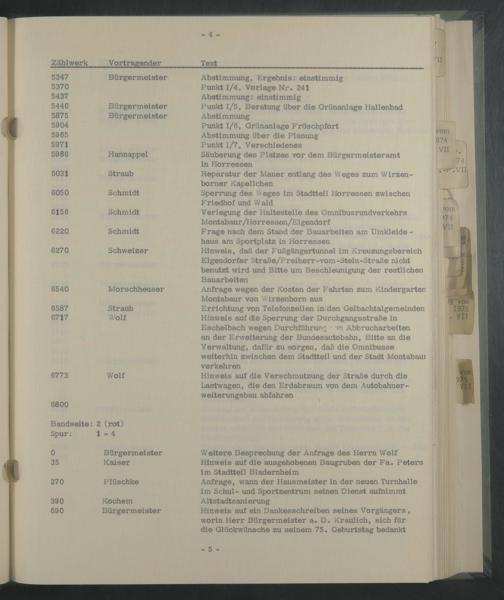 - 4 -
Zählwerk Vortragender Text
5347 Bürgermeister Abstimmung, Ergebnis: einstimmig
5370 Punkt I/4, Vorlage Nr. 241
5437 Abstimmung: einstimmig
5446 Bürgermeister Punkt I/5, Beratung über die Grünanlage Hallenbad
5875 Bürgermeister Abstimmung
5904 Punkt I/6, Grünanlage Fröschpfort
5965 Abstimmung über die Planung
5971 Punkt I/7, Verschiedenes
5986 Hannappel Säuberung des Platzes vor dem Bürgermeisteramt
in Horressen
6031 Straub Reparatur der Mauer entlang des Weges zum Wirzen-
borner Kapellchen
6050 Schmidt Sperrung des Weges im Stadtteil Horressen zwischen
Friedhof und Wald
6156 Schmidt Verlegung der Haltestelle des Omnibusrundverkehrs
Montabaur/Horressen/Elgendorf
6220 Schmidt Frage nach dem Stand der Bauarbeiten am Umkleide -
haus am Sportplatz in Horressen
6270 Schweizer Hinweis, daß der Fußgängertunnel im Kreuzungsbereich
Elgendorfer Straße/Freiherr-vom-Stein-Straße nicht
benutzt wird und Bitte um Beschleunigung der restlichen
Bauarbeiten
6540 Morschheuser Anfrage wegen der Kosten der Fahrten zum Kindergarten
Montabaur von Wirzenborn aus
6587 Straub Errichtung von Telefonzellen in den Gelbachtalgemeinden
6717 Wolf Hinweis auf die Sperrung der Durchgangsstraße in
Eschelbach wegen Durchführung von Abbrucharbeiten
an der Erweiterung der Bundesautobahn, Bitte an die
Verwaltung, dafür zu sorgen, daß die Omnibusse
weiterhin zwischen dem Stadtteil und der Stadt Montabaur
verkehren
6773 Wolf Hinweis auf die Verschmutzung der Straße durch die
Lastwagen, die den Erdabraum von dem Autobahner-
weiterungsbau abfahren
6800
Bandseite: 2 (rot)
Spur: 1 - 4
0 Bürgermeister Weitere Besprechung der Anfrage des Herrn Wolf
35 Kaiser Hinweis auf die ausgehobenen Baugruben der Fa. Peters
im Stadtteil Bladernheim
270 Plüschke Anfrage, wann der Hausmeister in der neuen Turnhalle
im Schul- und Sportzentrum seinen Dienst aufnimmt
390 Kochem Altstadtsanierung
690 Bürgermeister Hinweis auf ein Dankesschreiben seines Vorgängers,
worin Herr Bürgermeister a. D. Kraulich, sich für
die Glückwünsche zu seinem 75. Geburtstag bedankt
- 5 -